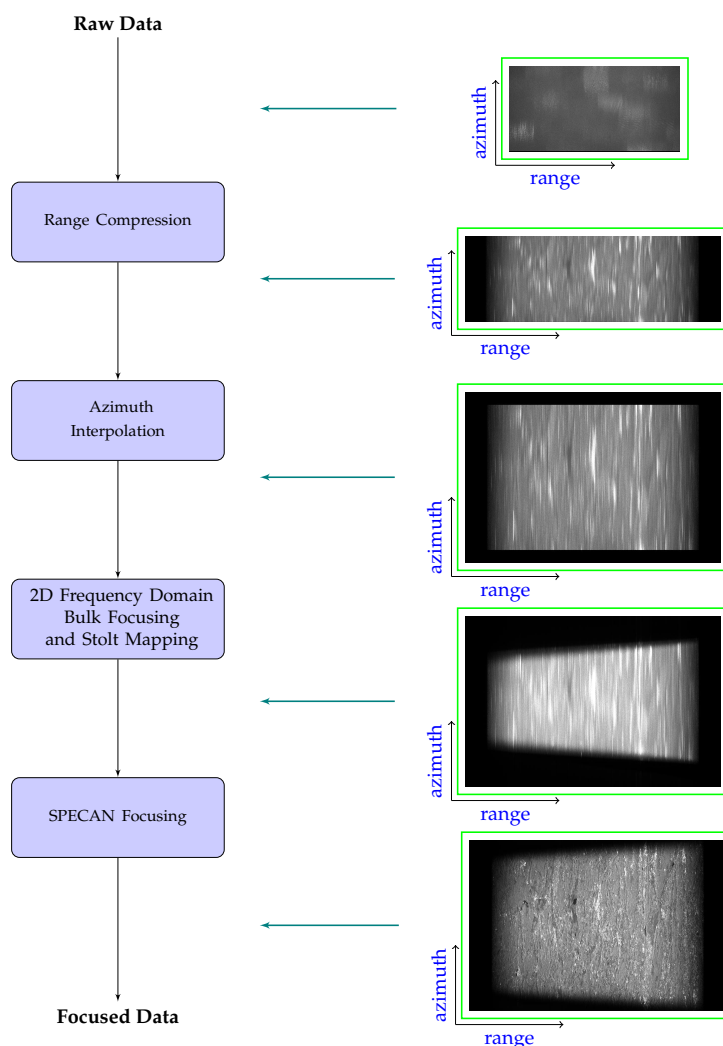 Raw Data
azimuth
range
Range Compression
azimuth
range
Azimuth
Interpolation
azimuth
range
2D Frequency Domain
Bulk Focusing
and Stolt Mapping
azimuth
range
SPECAN Focusing
azimuth
range
Focused Data